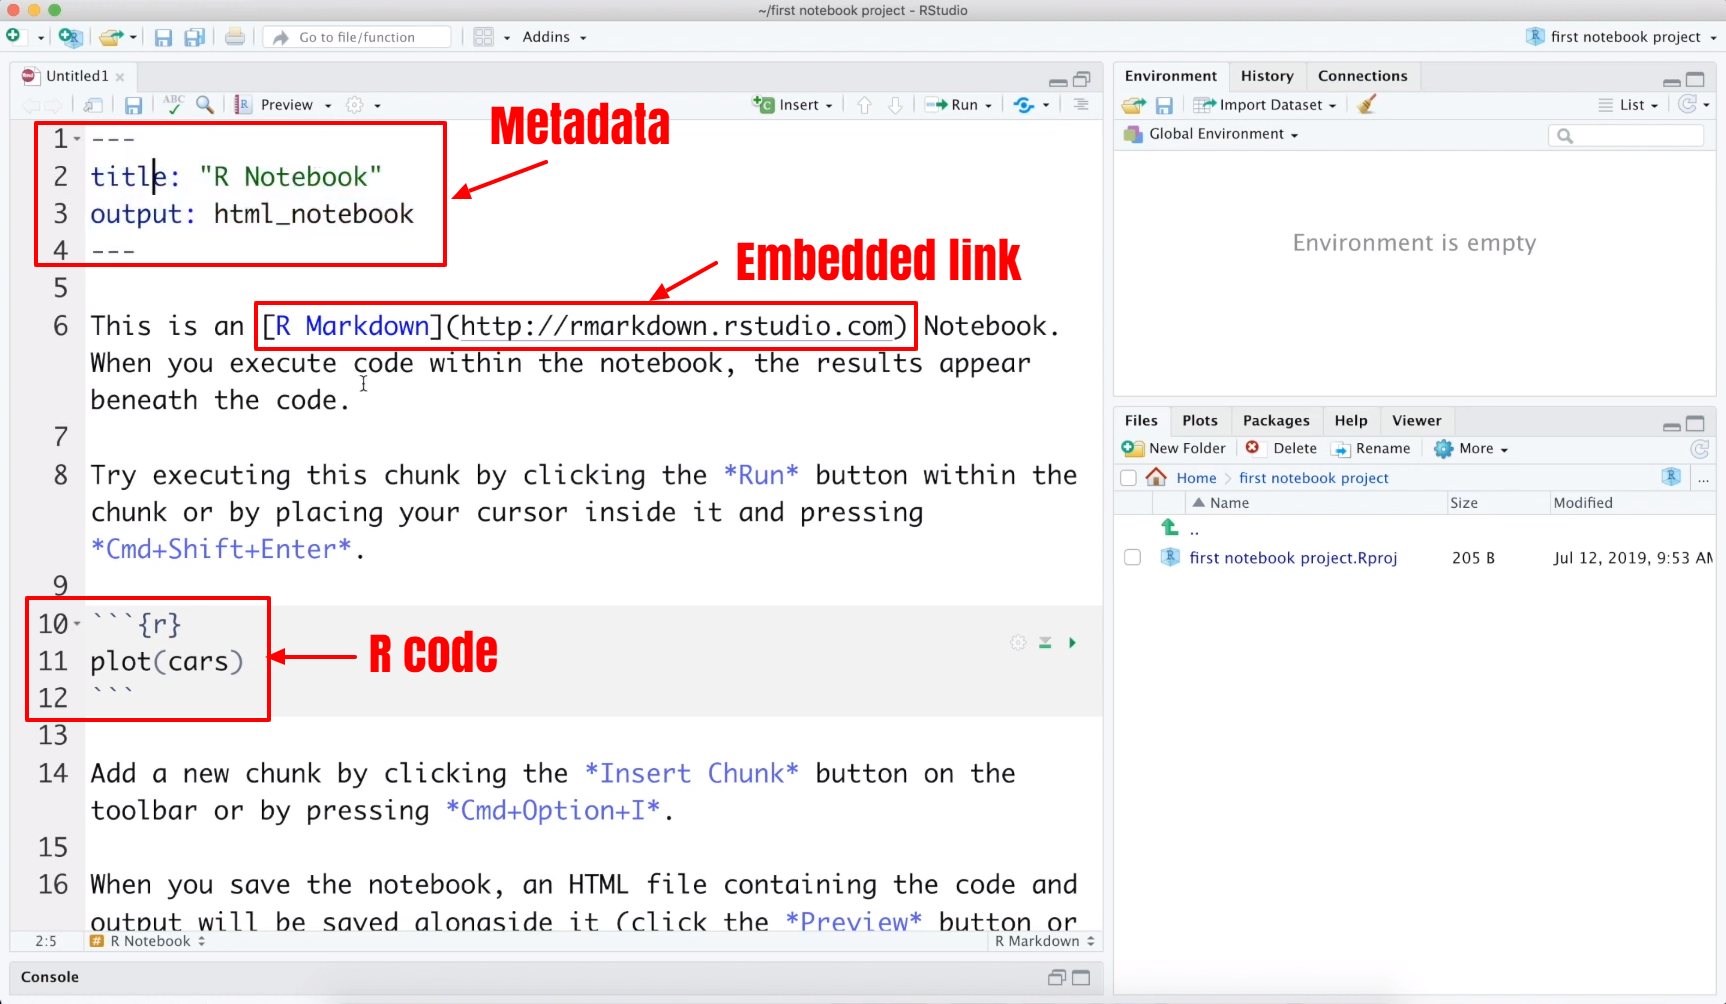 ~/first notebook project - RStudio
Go to file/function
Addins
first notebook project
Untitled1
ABC
Preview
Insert
Run
Metadata
1 ---
2 title: "R Notebook"
3 output: html_notebook
4 ---
Embedded link
5
6 This is an [R Markdown](http://rmarkdown.rstudio.com) Notebook.
When you execute code within the notebook, the results appear
beneath the code.
7
8 Try executing this chunk by clicking the *Run* button within the
chunk or by placing your cursor inside it and pressing
*Cmd+Shift+Enter*.
9
10 ```{r}
11 plot(cars)
12 ```
R code
13
14 Add a new chunk by clicking the *Insert Chunk* button on the
toolbar or by pressing *Cmd+Option+I*.
15
16 When you save the notebook, an HTML file containing the code and
output will be saved alongside it (click the *Preview* button or
2:5 # R Notebook R Markdown
Console
Environment History Connections
Import Dataset List
Global Environment
Environment is empty
Files Plots Packages Help Viewer
New Folder Delete Rename More
Home first notebook project ...
Name Size Modified
..
first notebook project.Rproj 205 B Jul 12, 2019, 9:53 AM